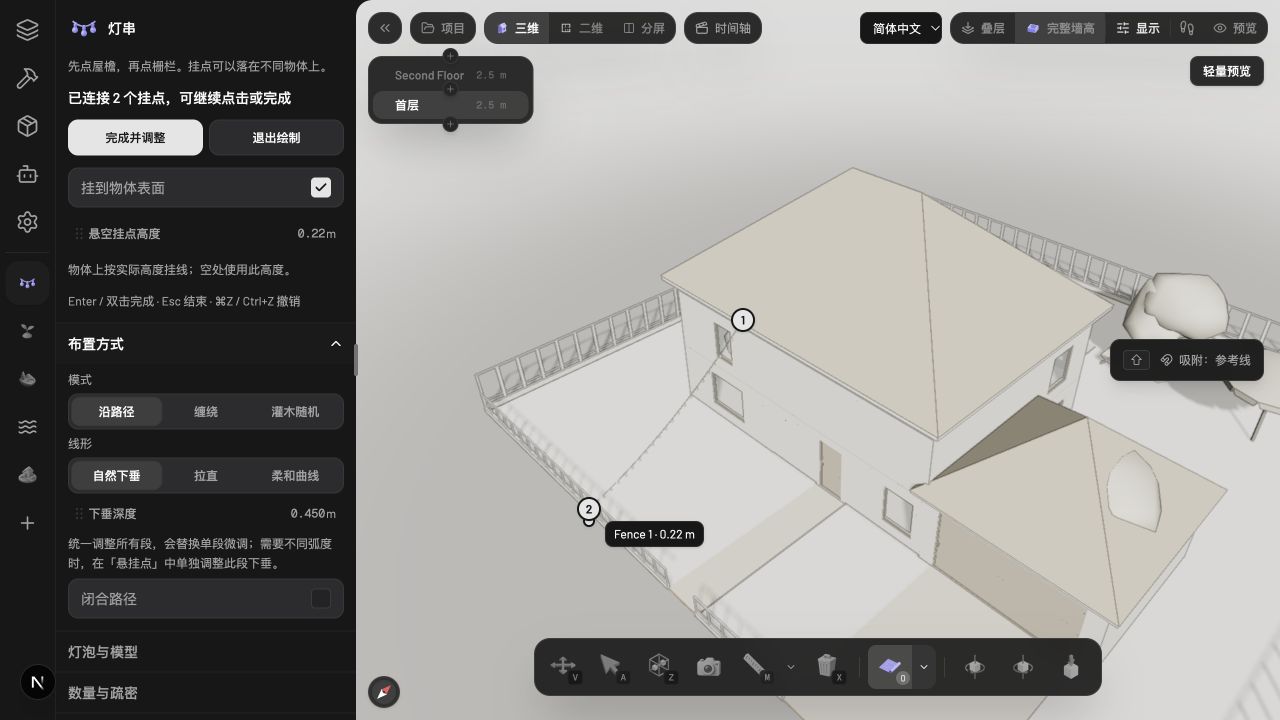 灯串
先点屋檐，再点栅栏。挂点可以落在不同物体上。
已连接 2 个挂点，可继续点击或完成
完成并调整
退出绘制
挂到物体表面
悬空挂点高度
0.22m
物体上按实际高度挂线；空处使用此高度。
Enter / 双击完成 · Esc 结束 · ⌘Z / Ctrl+Z 撤销
布置方式
模式
沿路径
缠绕
灌木随机
线形
自然下垂
拉直
柔和曲线
下垂深度
0.450m
统一调整所有段，会替换单段微调；需要不同弧度
时，在「悬挂点」中单独调整此段下垂。
闭合路径
灯泡与模型
数量与疏密
N
项目
三维
二维
分屏
时间轴
简体中文
叠层
完整墙高
显示
预览
轻量预览
Second Floor
2.5 m
首层
2.5 m
1
2
Fence 1 · 0.22 m
吸附：参考线
V
A
Z
M
X
0